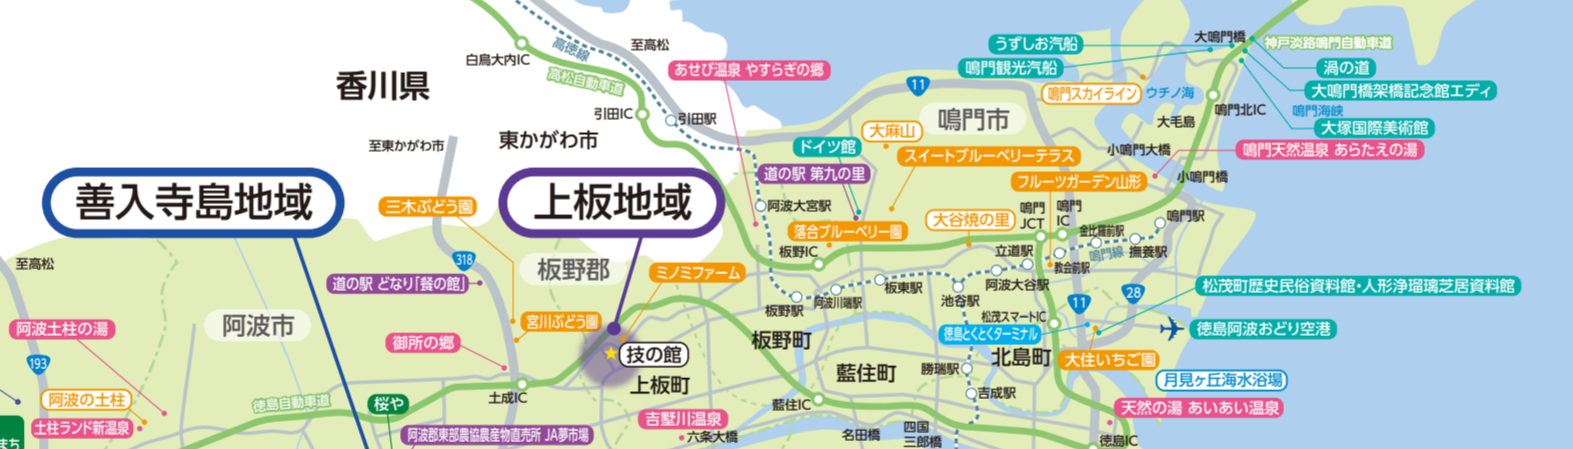 白鳥大内IC
高徳線
至高松
高松自動車道
香川県
引田IC
引田駅
至東かがわ市
東かがわ市
あせび温泉 やすらぎの郷
11
鳴門市
うずしお汽船
鳴門観光汽船
大鳴門橋
神戸淡路鳴門自動車道
渦の道
大鳴門橋架橋記念館エディ
鳴門スカイライン
ウチノ海
鳴門北IC
鳴門海峡
大塚国際美術館
大毛島
小鳴門大橋
鳴門天然温泉 あらたえの湯
小鳴門橋
大麻山
ドイツ館
スイートブルーベリーテラス
道の駅 第九の里
フルーツガーデン山形
善入寺島地域
上板地域
三木ぶどう園
阿波大宮駅
落合ブルーベリー園
大谷焼の里
鳴門
JCT
鳴門
IC
金比羅前駅
鳴門駅
撫養駅
鳴門線
教会前駅
立道駅
板野IC
阿波大谷駅
池谷駅
板東駅
阿波川端駅
板野駅
至高松
318
板野郡
ミノミファーム
道の駅 どなり「餐の館」
阿波市
宮川ぶどう園
御所の郷
技の館
上板町
板野町
藍住町
北島町
松茂スマートIC
徳島とくとくターミナル
11
28
松茂町歴史民俗資料館・人形浄瑠璃芝居資料館
徳島阿波おどり空港
大住いちご園
月見ヶ丘海水浴場
天然の湯 あいあい温泉
勝瑞駅
吉成駅
阿波土柱の湯
193
阿波の土柱
土柱ランド新温泉
まち
徳島自動車道
桜や
土成IC
阿波郡東部農協農産物直売所 JA夢市場
吉野川温泉
六条大橋
藍住IC
名田橋
四国
三郎橋
徳島IC